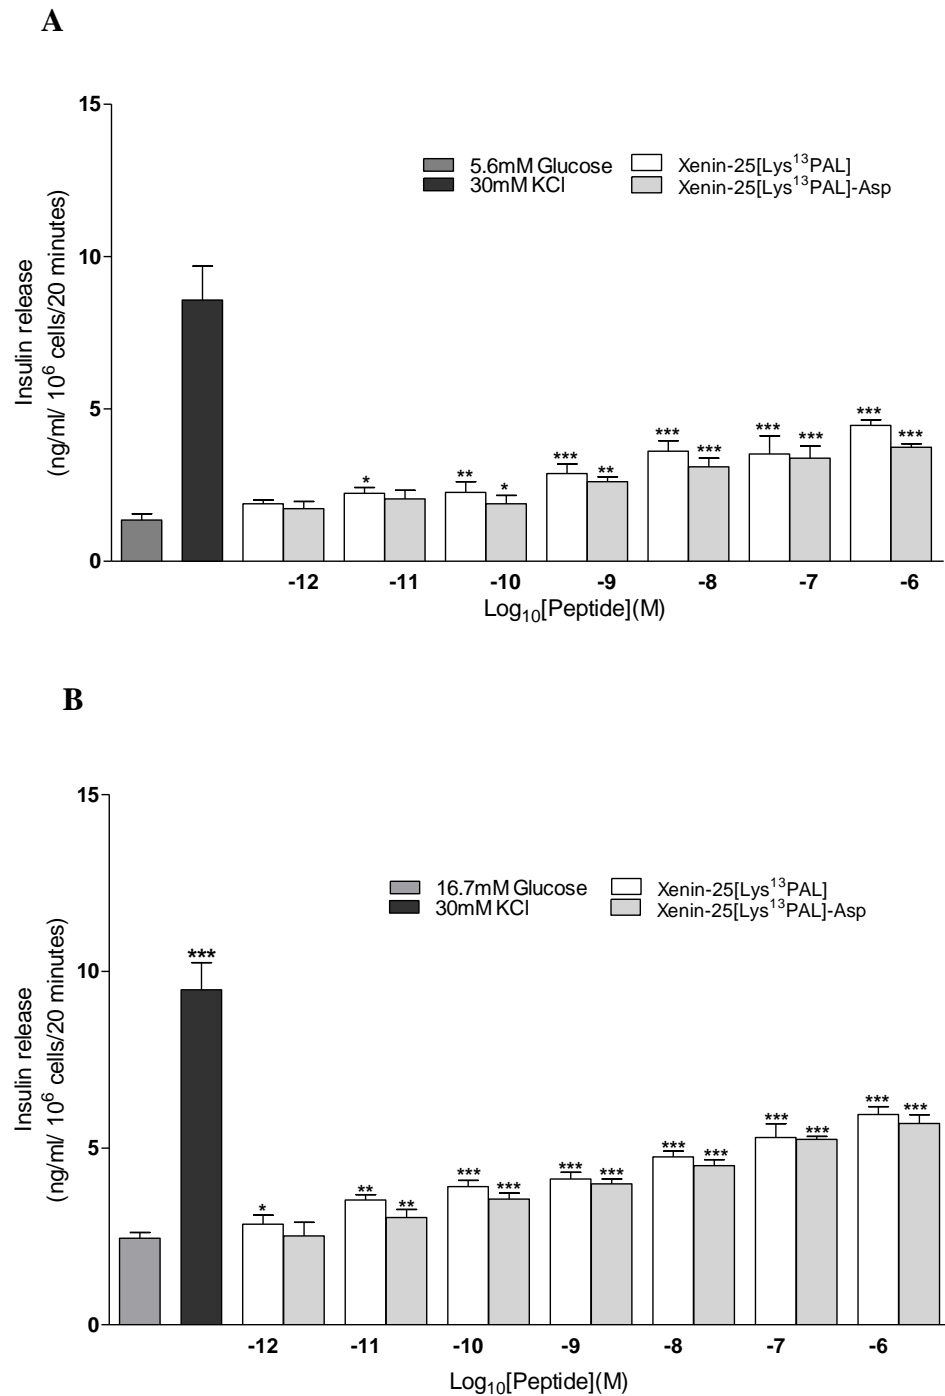 A
15
10
5
0
Insulin release
(ng/ml/ 10⁶ cells/20 minutes)
5.6mM Glucose
30mM KCl
Xenin-25[Lys¹³PAL]
Xenin-25[Lys¹³PAL]-Asp
* ** * *** ** *** *** *** *** *** ***
-12 -11 -10 -9 -8 -7 -6
Log₁₀[Peptide](M)
B
15
10
5
0
Insulin release
(ng/ml/ 10⁶ cells/20 minutes)
16.7mM Glucose
30mM KCl
Xenin-25[Lys¹³PAL]
Xenin-25[Lys¹³PAL]-Asp
*** * ** ** *** *** *** *** *** *** *** *** *** ***
-12 -11 -10 -9 -8 -7 -6
Log₁₀[Peptide](M)